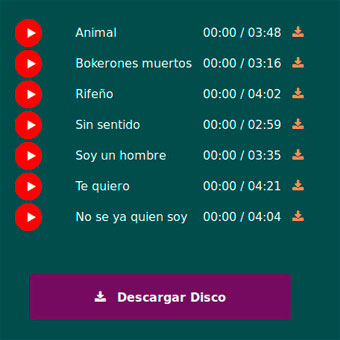 Animal 00:00 / 03:48
Bokerones muertos 00:00 / 03:16
Rifeño 00:00 / 04:02
Sin sentido 00:00 / 02:59
Soy un hombre 00:00 / 03:35
Te quiero 00:00 / 04:21
No se ya quien soy 00:00 / 04:04
Descargar Disco